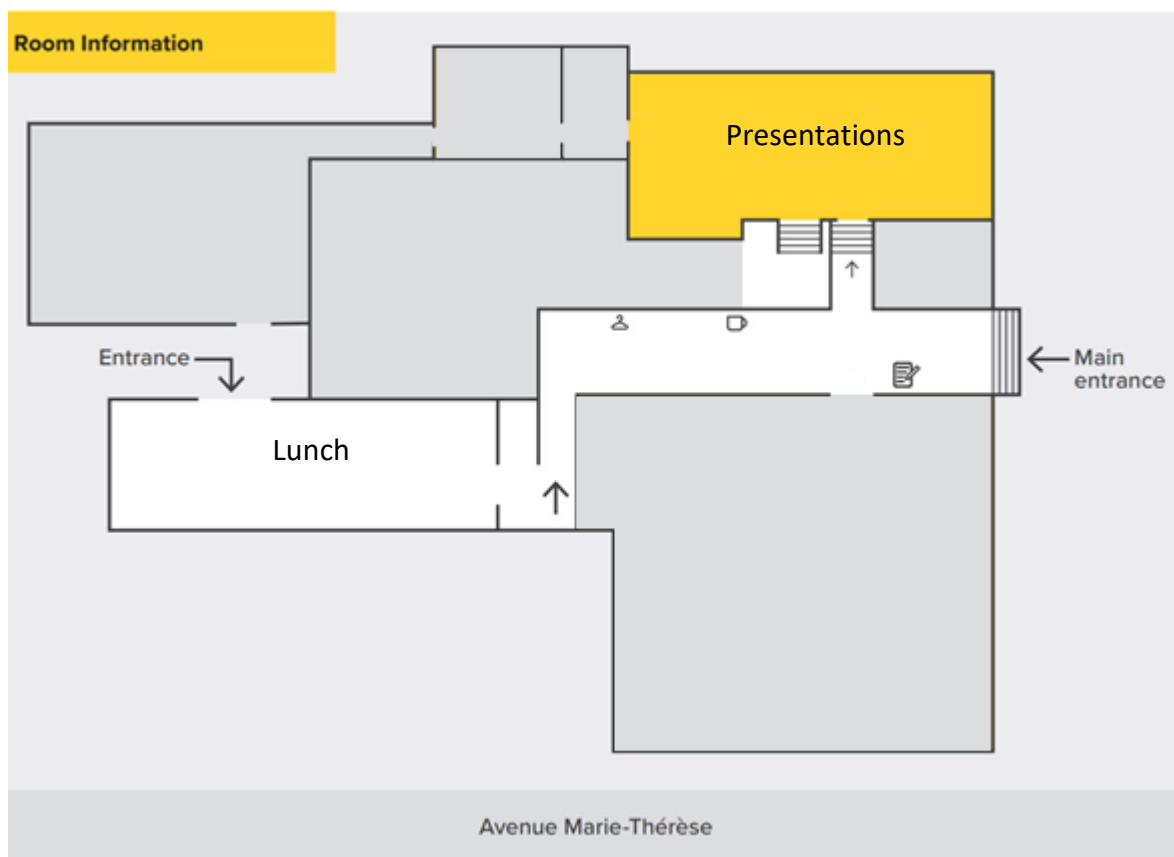 Room Information
Presentations
Entrance
Main
entrance
Lunch
Avenue Marie-Thérèse